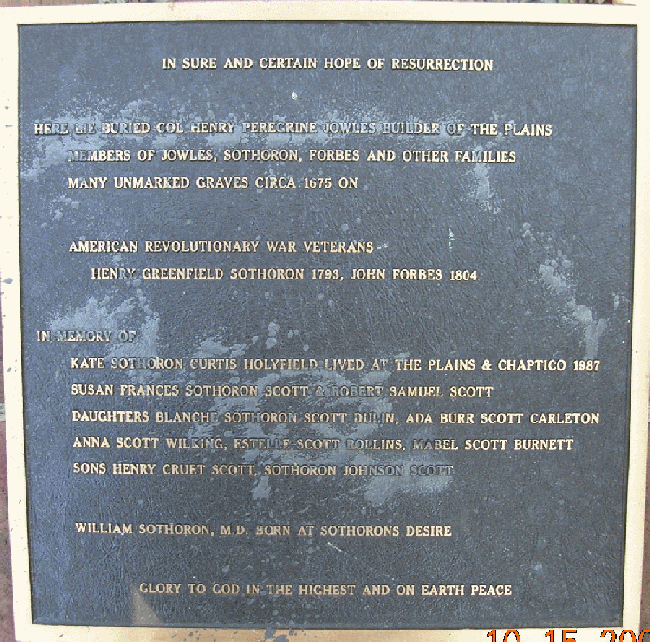 IN SURE AND CERTAIN HOPE OF RESURRECTION
HERE LIE BURIED COL HENRY PEREGRINE JOWLES BUILDER OF THE PLAINS
MEMBERS OF JOWLES, SOTHORON, FORBES AND OTHER FAMILIES
MANY UNMARKED GRAVES CIRCA 1675 ON
AMERICAN REVOLUTIONARY WAR VETERANS
HENRY GREENFIELD SOTHORON 1793, JOHN FORBES 1804
IN MEMORY OF
KATE SOTHORON CURTIS HOLYFIELD LIVED AT THE PLAINS & CHAPTICO 1887
SUSAN FRANCES SOTHORON SCOTT & ROBERT SAMUEL SCOTT
DAUGHTERS BLANCHE SOTHORON SCOTT DULIN, ADA BURR SCOTT CARLETON
ANNA SCOTT WILKING, ESTELLE SCOTT ROLLINS, MABEL SCOTT BURNETT
SONS HENRY CRUFT SCOTT, SOTHORON JOHNSON SCOTT
WILLIAM SOTHORON, M.D. BORN AT SOTHORONS DESIRE
GLORY TO GOD IN THE HIGHEST AND ON EARTH PEACE
10 15